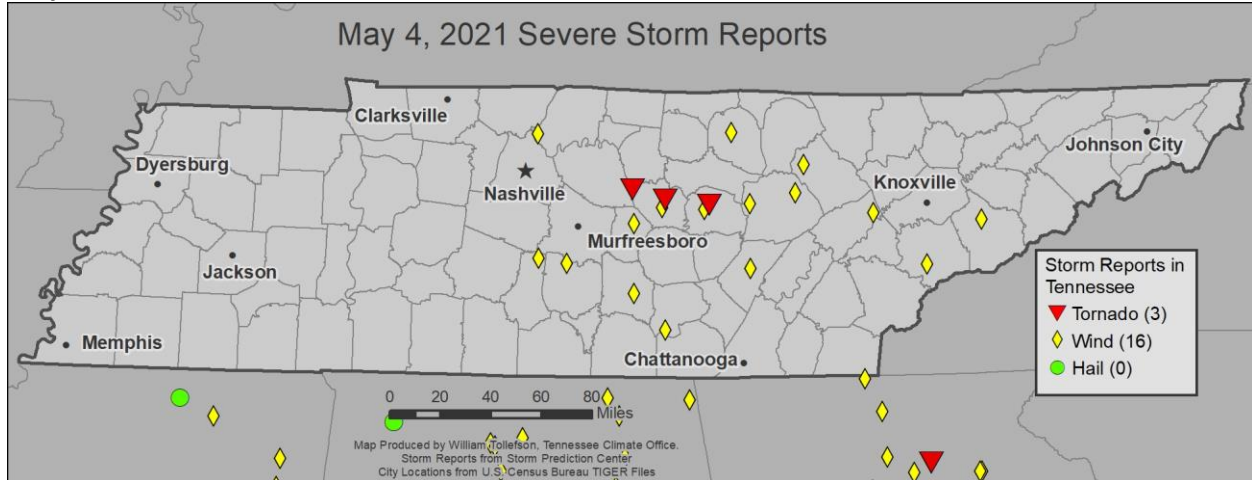 May 4, 2021 Severe Storm Reports
Clarksville
Johnson City
Dyersburg
Nashville
Knoxville
Murfreesboro
Jackson
Storm Reports in
Tennessee
Tornado (3)
Wind (16)
Hail (0)
Memphis
Chattanooga
0 20 40 60 80
Miles
Map Produced by William Tollefson, Tennessee Climate Office.
Storm Reports from Storm Prediction Center
City Locations from U.S. Census Bureau TIGER Files